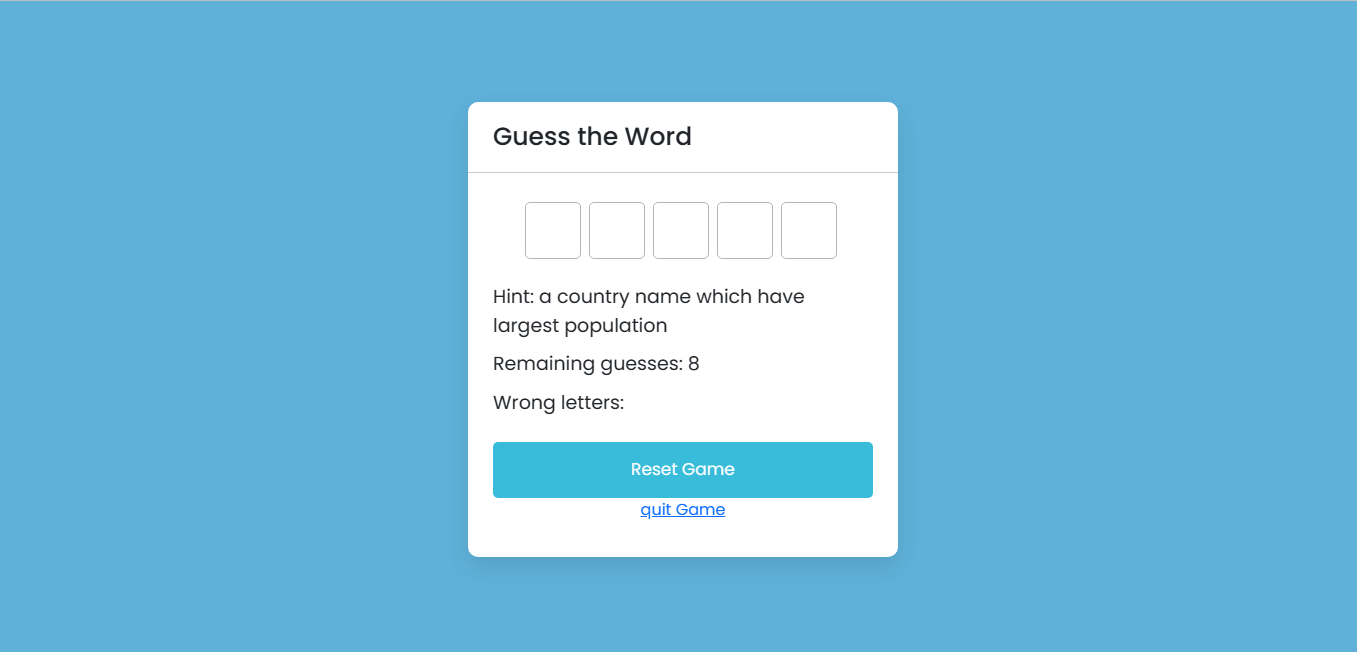 Guess the Word
Hint: a country name which have
largest population
Remaining guesses: 8
Wrong letters:
Reset Game
quit Game